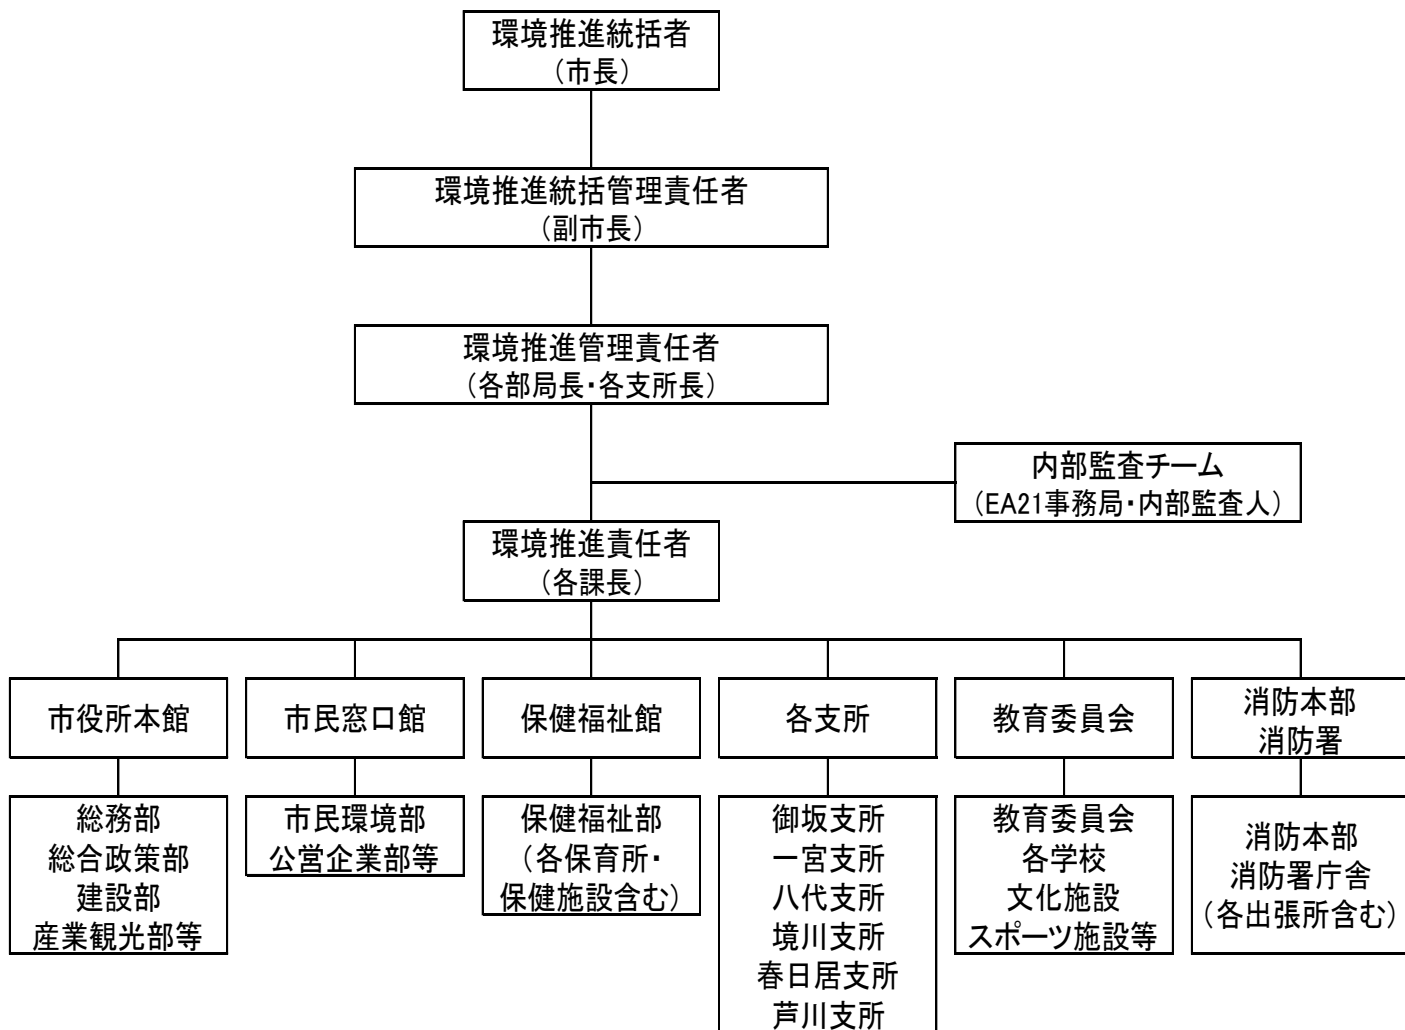 環境推進統括者
（市長）
環境推進統括管理責任者
（副市長）
環境推進管理責任者
（各部局長・各支所長）
内部監査チーム
（EA21事務局・内部監査人）
環境推進責任者
（各課長）
市役所本館
市民窓口館
保健福祉館
各支所
教育委員会
消防本部
消防署
総務部
総合政策部
建設部
産業観光部等
市民環境部
公営企業部等
保健福祉部
（各保育所・
保健施設含む）
御坂支所
一宮支所
八代支所
境川支所
春日居支所
芦川支所
教育委員会
各学校
文化施設
スポーツ施設等
消防本部
消防署庁舎
（各出張所含む）